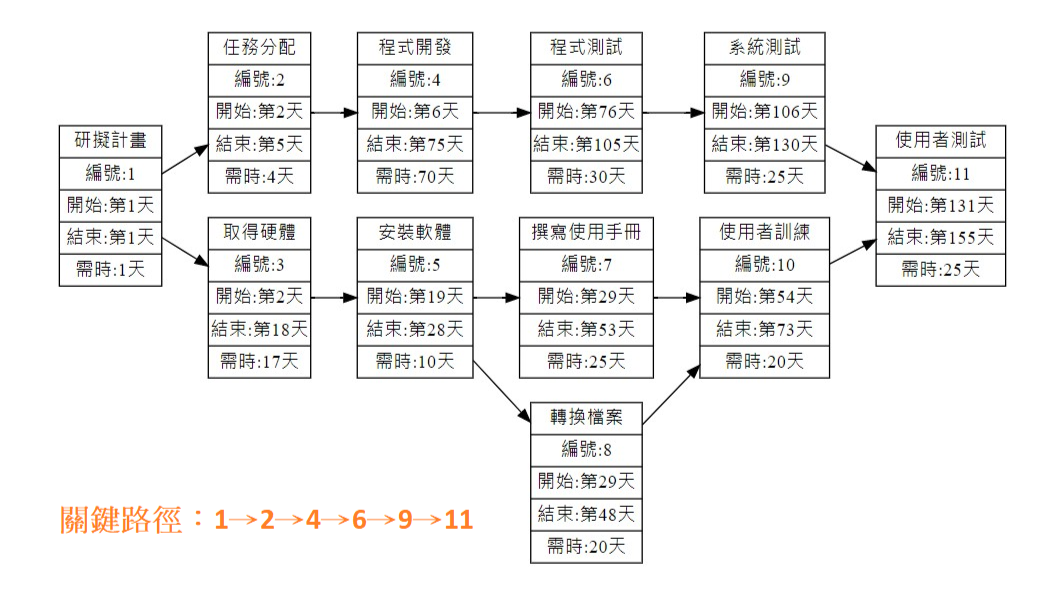 研擬計畫
編號:1
開始:第1天
結束:第1天
需時:1天
任務分配
編號:2
開始:第2天
結束:第5天
需時:4天
程式開發
編號:4
開始:第6天
結束:第75天
需時:70天
程式測試
編號:6
開始:第76天
結束:第105天
需時:30天
系統測試
編號:9
開始:第106天
結束:第130天
需時:25天
取得硬體
編號:3
開始:第2天
結束:第18天
需時:17天
安裝軟體
編號:5
開始:第19天
結束:第28天
需時:10天
撰寫使用手冊
編號:7
開始:第29天
結束:第53天
需時:25天
使用者訓練
編號:10
開始:第54天
結束:第73天
需時:20天
轉換檔案
編號:8
開始:第29天
結束:第48天
需時:20天
使用者測試
編號:11
開始:第131天
結束:第155天
需時:25天
關鍵路徑：1→2→4→6→9→11